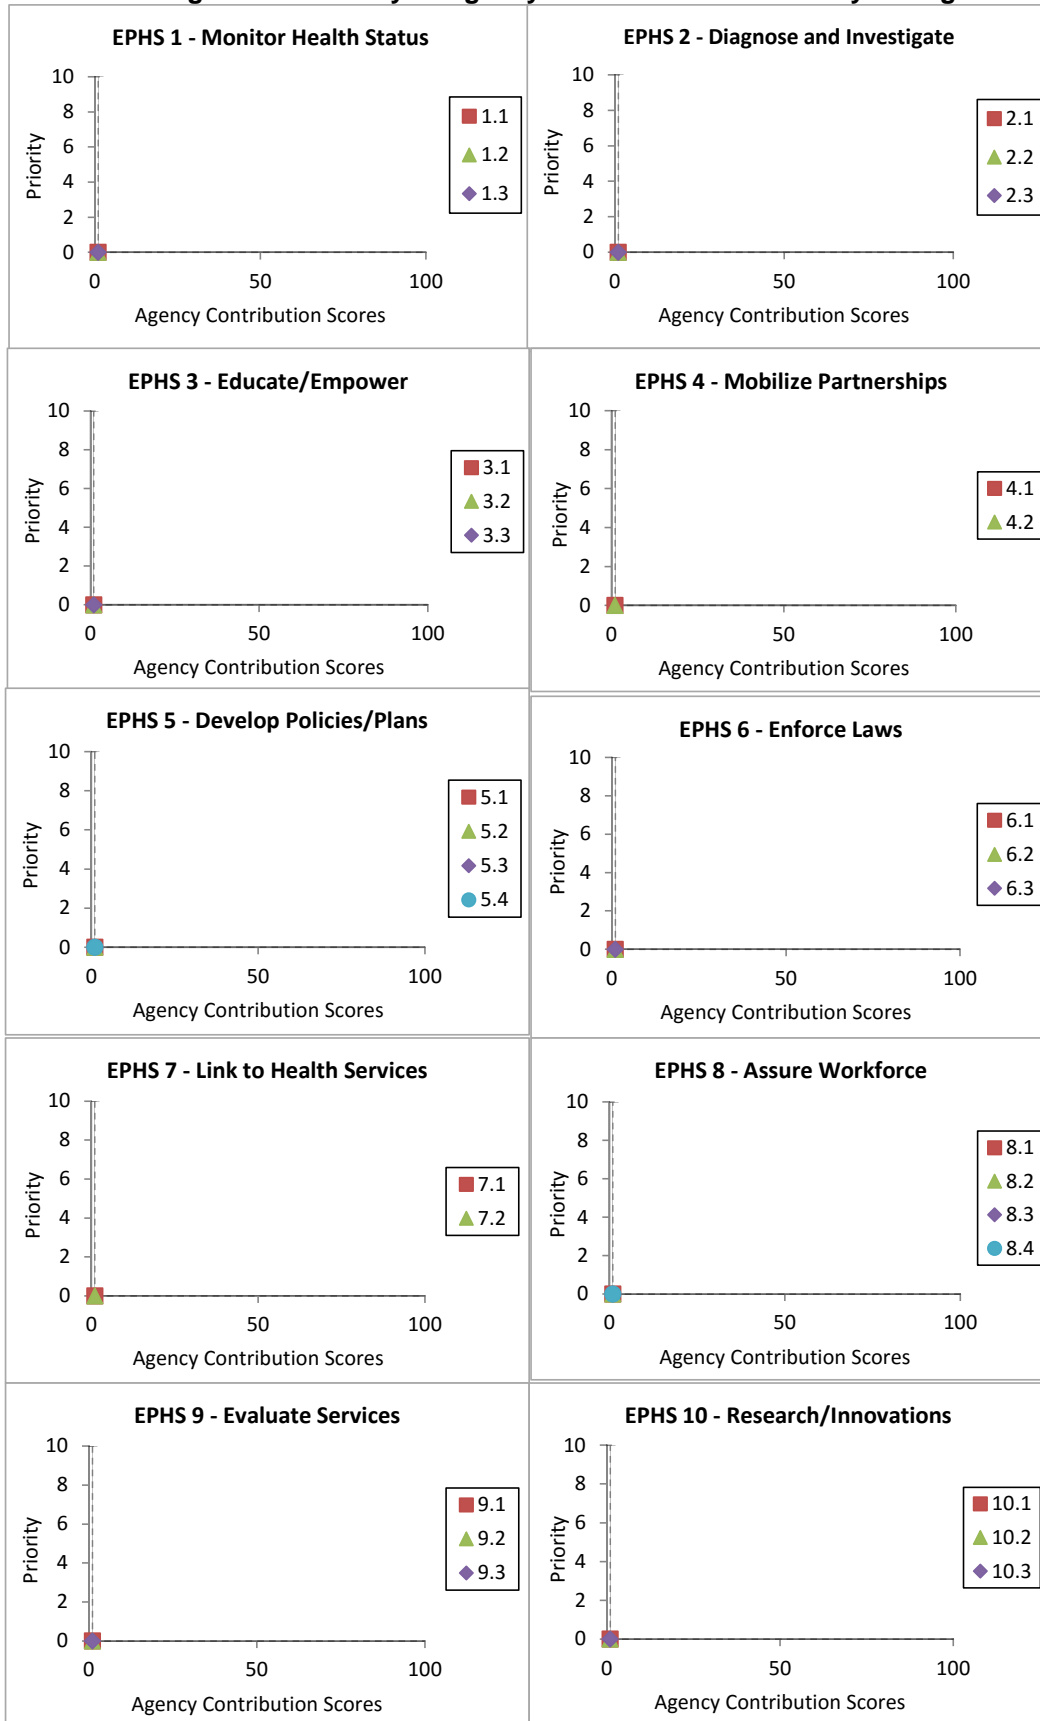 EPHS 1 - Monitor Health Status
10
8
6
4
2
0
Priority
0 50 100
Agency Contribution Scores
1.1
1.2
1.3
EPHS 2 - Diagnose and Investigate
10
8
6
4
2
0
Priority
0 50 100
Agency Contribution Scores
2.1
2.2
2.3
EPHS 3 - Educate/Empower
10
8
6
4
2
0
Priority
0 50 100
Agency Contribution Scores
3.1
3.2
3.3
EPHS 4 - Mobilize Partnerships
10
8
6
4
2
0
Priority
0 50 100
Agency Contribution Scores
4.1
4.2
EPHS 5 - Develop Policies/Plans
10
8
6
4
2
0
Priority
0 50 100
Agency Contribution Scores
5.1
5.2
5.3
5.4
EPHS 6 - Enforce Laws
10
8
6
4
2
0
Priority
0 50 100
Agency Contribution Scores
6.1
6.2
6.3
EPHS 7 - Link to Health Services
10
8
6
4
2
0
Priority
0 50 100
Agency Contribution Scores
7.1
7.2
EPHS 8 - Assure Workforce
10
8
6
4
2
0
Priority
0 50 100
Agency Contribution Scores
8.1
8.2
8.3
8.4
EPHS 9 - Evaluate Services
10
8
6
4
2
0
Priority
0 50 100
Agency Contribution Scores
9.1
9.2
9.3
EPHS 10 - Research/Innovations
10
8
6
4
2
0
Priority
0 50 100
Agency Contribution Scores
10.1
10.2
10.3